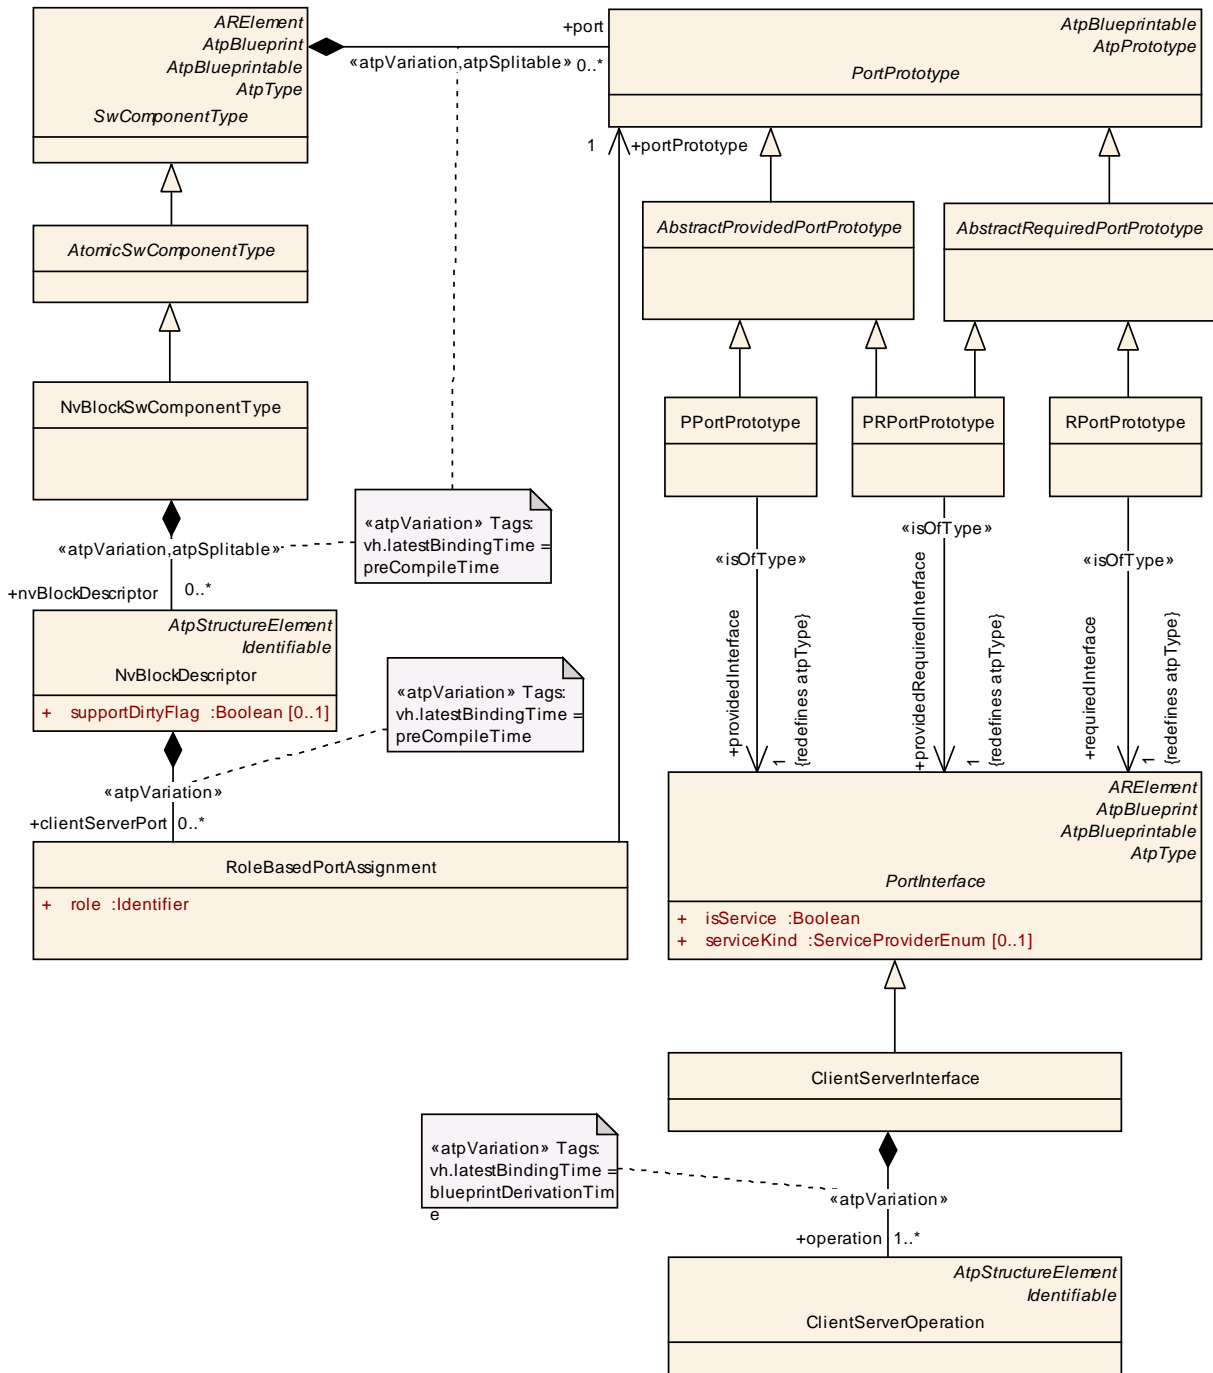 ARElement
AtpBlueprint
AtpBlueprintable
AtpType
SwComponentType
+port
«atpVariation,atpSplitable» 0..*
AtpBlueprintable
AtpPrototype
PortPrototype
1
+portPrototype
AtomicSwComponentType
AbstractProvidedPortPrototype
AbstractRequiredPortPrototype
NvBlockSwComponentType
PPortPrototype
PRPortPrototype
RPortPrototype
«atpVariation,atpSplitable»
+nvBlockDescriptor 0..*
«atpVariation» Tags:
vh.latestBindingTime =
preCompileTime
«isOfType»
«isOfType»
«isOfType»
+providedInterface
1
{redefines atpType}
+providedRequiredInterface
1
{redefines atpType}
+requiredInterface
1
{redefines atpType}
AtpStructureElement
Identifiable
NvBlockDescriptor
+ supportDirtyFlag :Boolean [0..1]
«atpVariation» Tags:
vh.latestBindingTime =
preCompileTime
«atpVariation»
+clientServerPort 0..*
RoleBasedPortAssignment
+ role :Identifier
ARElement
AtpBlueprint
AtpBlueprintable
AtpType
PortInterface
+ isService :Boolean
+ serviceKind :ServiceProviderEnum [0..1]
ClientServerInterface
«atpVariation» Tags:
vh.latestBindingTime =
blueprintDerivationTim
e
«atpVariation»
+operation 1..*
AtpStructureElement
Identifiable
ClientServerOperation